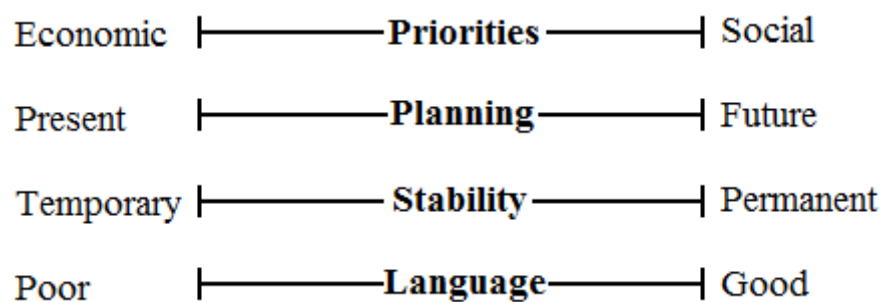 Economic Priorities Social
Present Planning Future
Temporary Stability Permanent
Poor Language Good